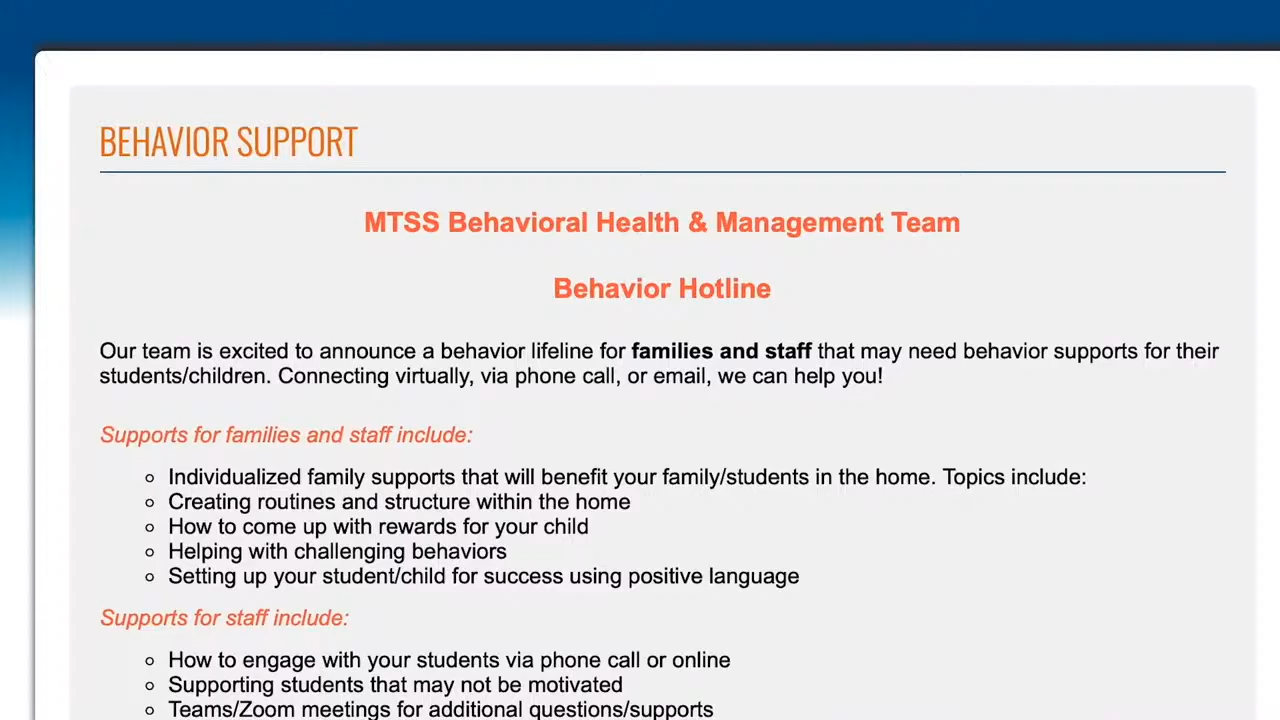 BEHAVIOR SUPPORT
MTSS Behavioral Health & Management Team
Behavior Hotline
Our team is excited to announce a behavior lifeline for families and staff that may need behavior supports for their
students/children. Connecting virtually, via phone call, or email, we can help you!
Supports for families and staff include:
Individualized family supports that will benefit your family/students in the home. Topics include:
Creating routines and structure within the home
How to come up with rewards for your child
Helping with challenging behaviors
Setting up your student/child for success using positive language
Supports for staff include:
How to engage with your students via phone call or online
Supporting students that may not be motivated
Teams/Zoom meetings for additional questions/supports